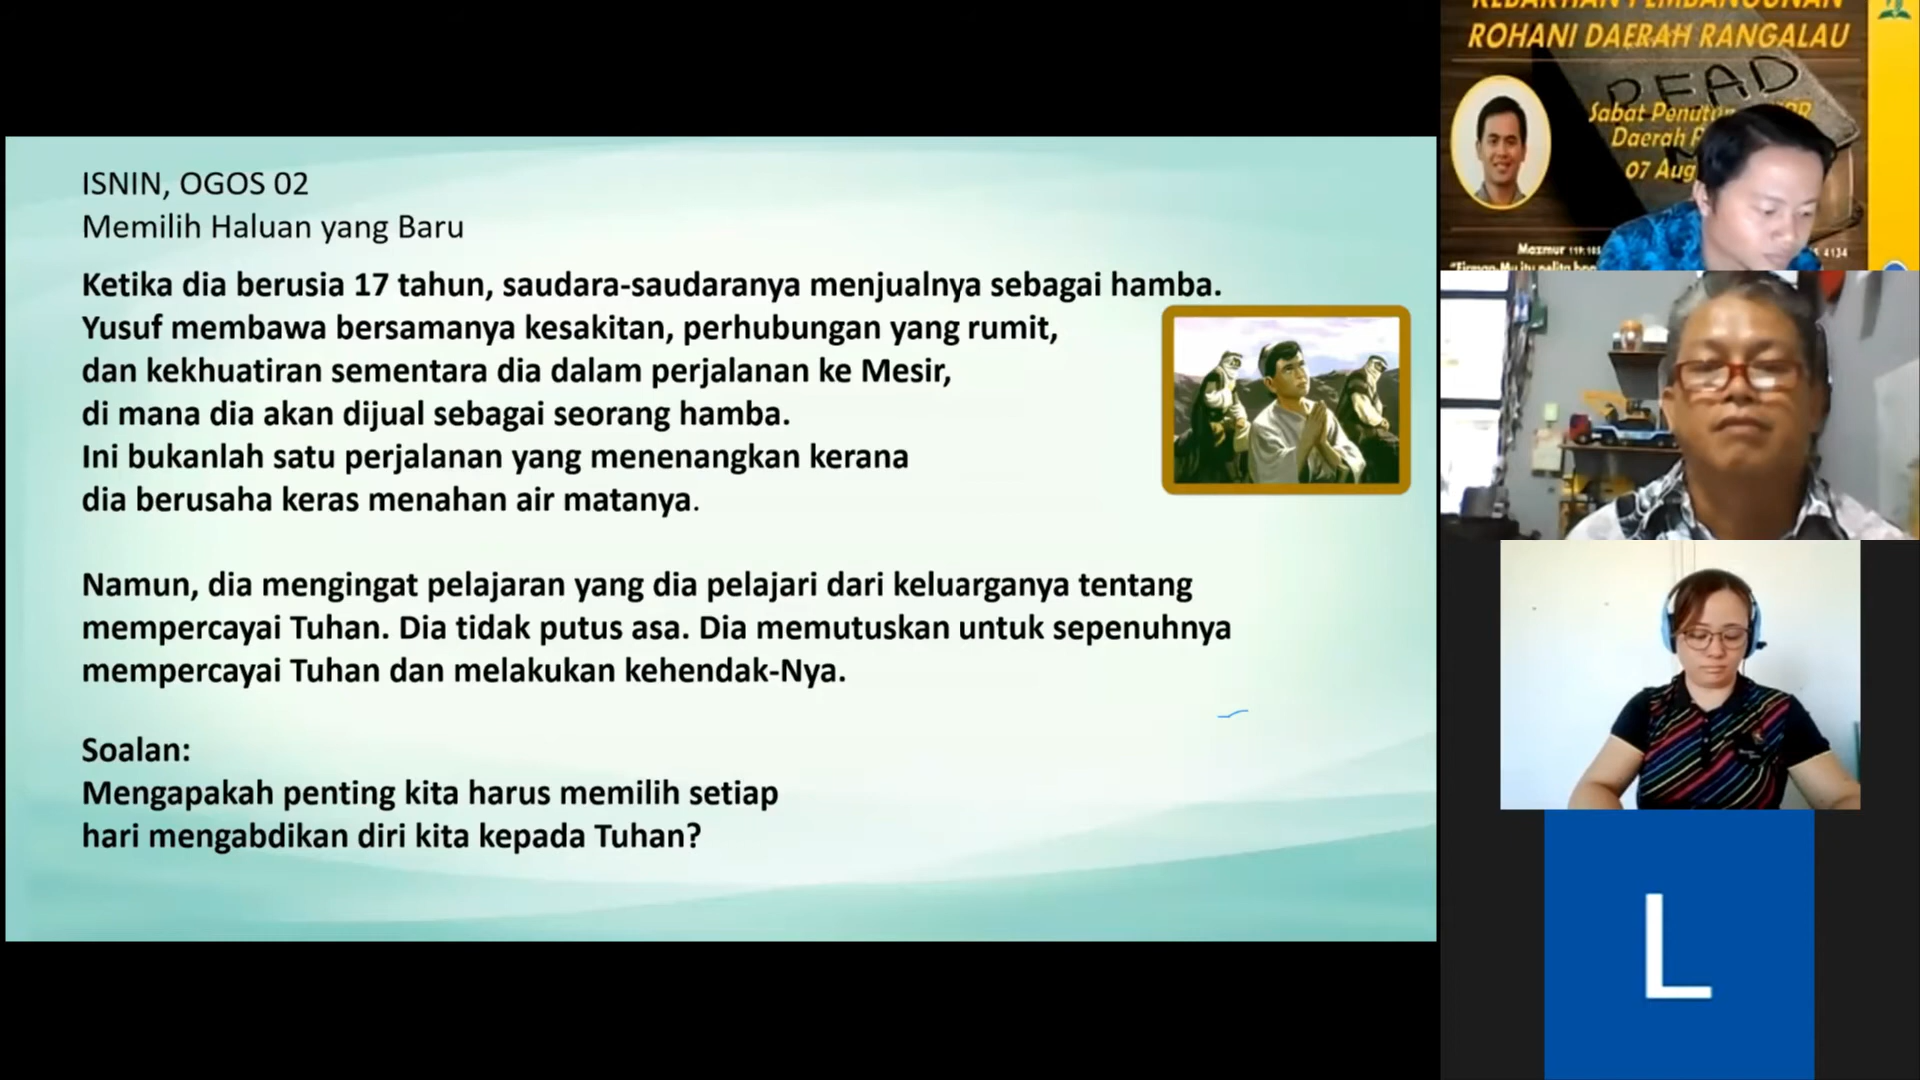 ISNIN, OGOS 02
Memilih Haluan yang Baru
Ketika dia berusia 17 tahun, saudara-saudaranya menjualnya sebagai hamba.
Yusuf membawa bersamanya kesakitan, perhubungan yang rumit,
dan kekhuatiran sementara dia dalam perjalanan ke Mesir,
di mana dia akan dijual sebagai seorang hamba.
Ini bukanlah satu perjalanan yang menenangkan kerana
dia berusaha keras menahan air matanya.
Namun, dia mengingat pelajaran yang dia pelajari dari keluarganya tentang
mempercayai Tuhan. Dia tidak putus asa. Dia memutuskan untuk sepenuhnya
mempercayai Tuhan dan melakukan kehendak-Nya.
Soalan:
Mengapakah penting kita harus memilih setiap
hari mengabdikan diri kita kepada Tuhan?
ROHANI DAERAH RANGALAU
READ
Sabat
Daerah
07 Aug
Mazmur 119:105
4134
L